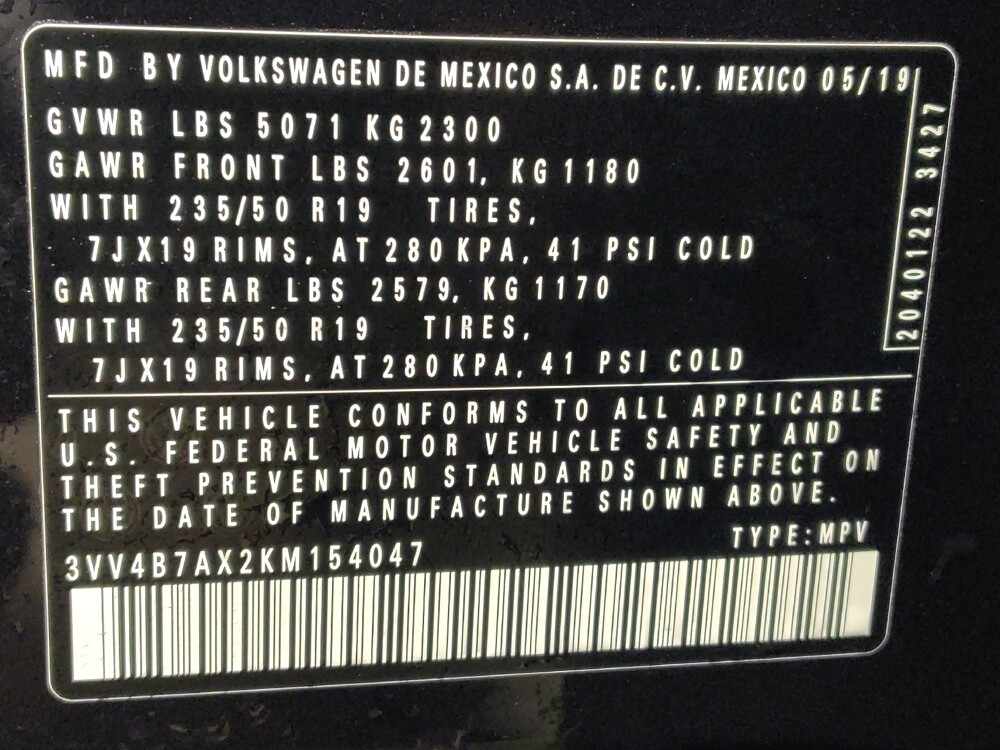 MFD BY VOLKSWAGEN DE MEXICO S.A. DE C.V. MEXICO 05/19
GVWR LBS 5071 KG 2300
GAWR FRONT LBS 2601, KG 1180
WITH 235/50 R19 TIRES,
7JX19 RIMS, AT 280 KPA, 41 PSI COLD
GAWR REAR LBS 2579, KG 1170
WITH 235/50 R19 TIRES,
7JX19 RIMS, AT 280 KPA, 41 PSI COLD
2040122 3427
THIS VEHICLE CONFORMS TO ALL APPLICABLE
U.S. FEDERAL MOTOR VEHICLE SAFETY AND
THEFT PREVENTION STANDARDS IN EFFECT ON
THE DATE OF MANUFACTURE SHOWN ABOVE.
TYPE:MPV
3VV4B7AX2KM154047